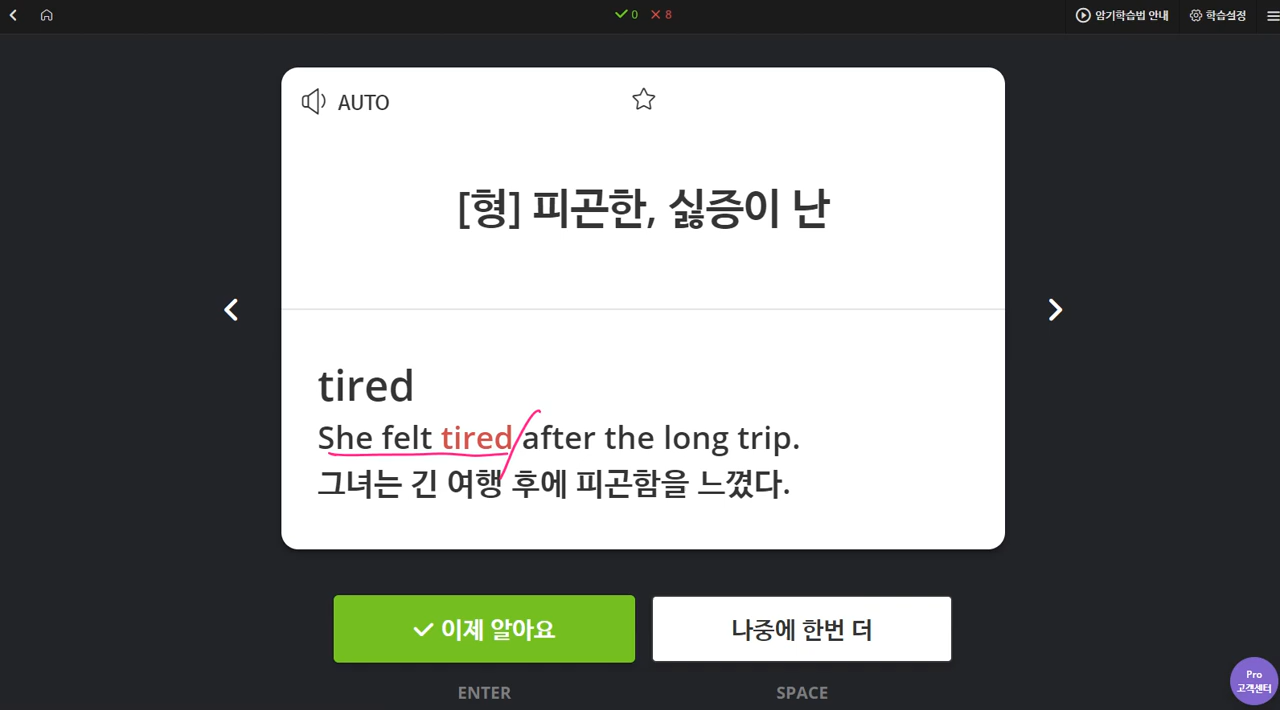 0 8 암기학습법 안내 학습설정
AUTO
[형] 피곤한, 싫증이 난
tired
She felt tired after the long trip.
그녀는 긴 여행 후에 피곤함을 느꼈다.
이제 알아요 나중에 한번 더
ENTER SPACE
Pro
고객센터